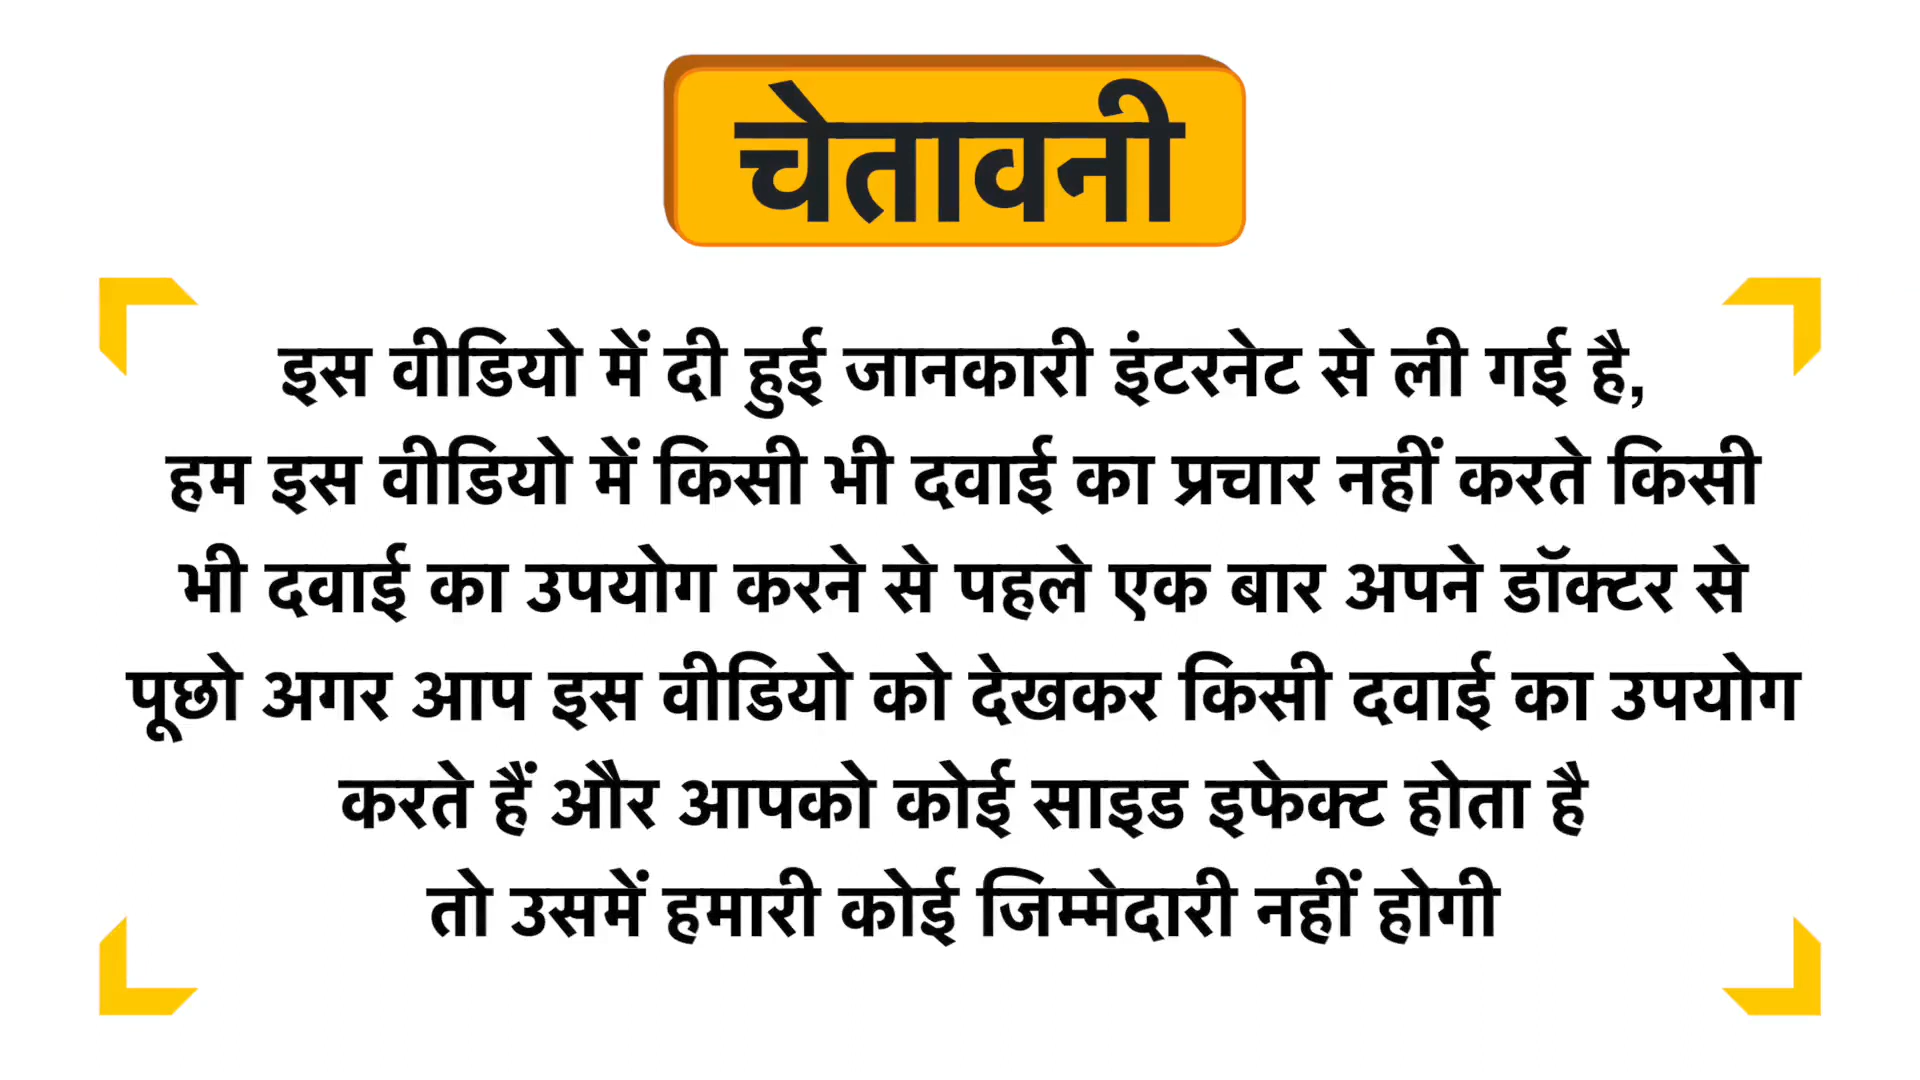 चेतावनी
इस वीडियो में दी हुई जानकारी इंटरनेट से ली गई है,
हम इस वीडियो में किसी भी दवाई का प्रचार नहीं करते किसी
भी दवाई का उपयोग करने से पहले एक बार अपने डॉक्टर से
पूछो अगर आप इस वीडियो को देखकर किसी दवाई का उपयोग
करते हैं और आपको कोई साइड इफेक्ट होता है
तो उसमें हमारी कोई जिम्मेदारी नहीं होगी